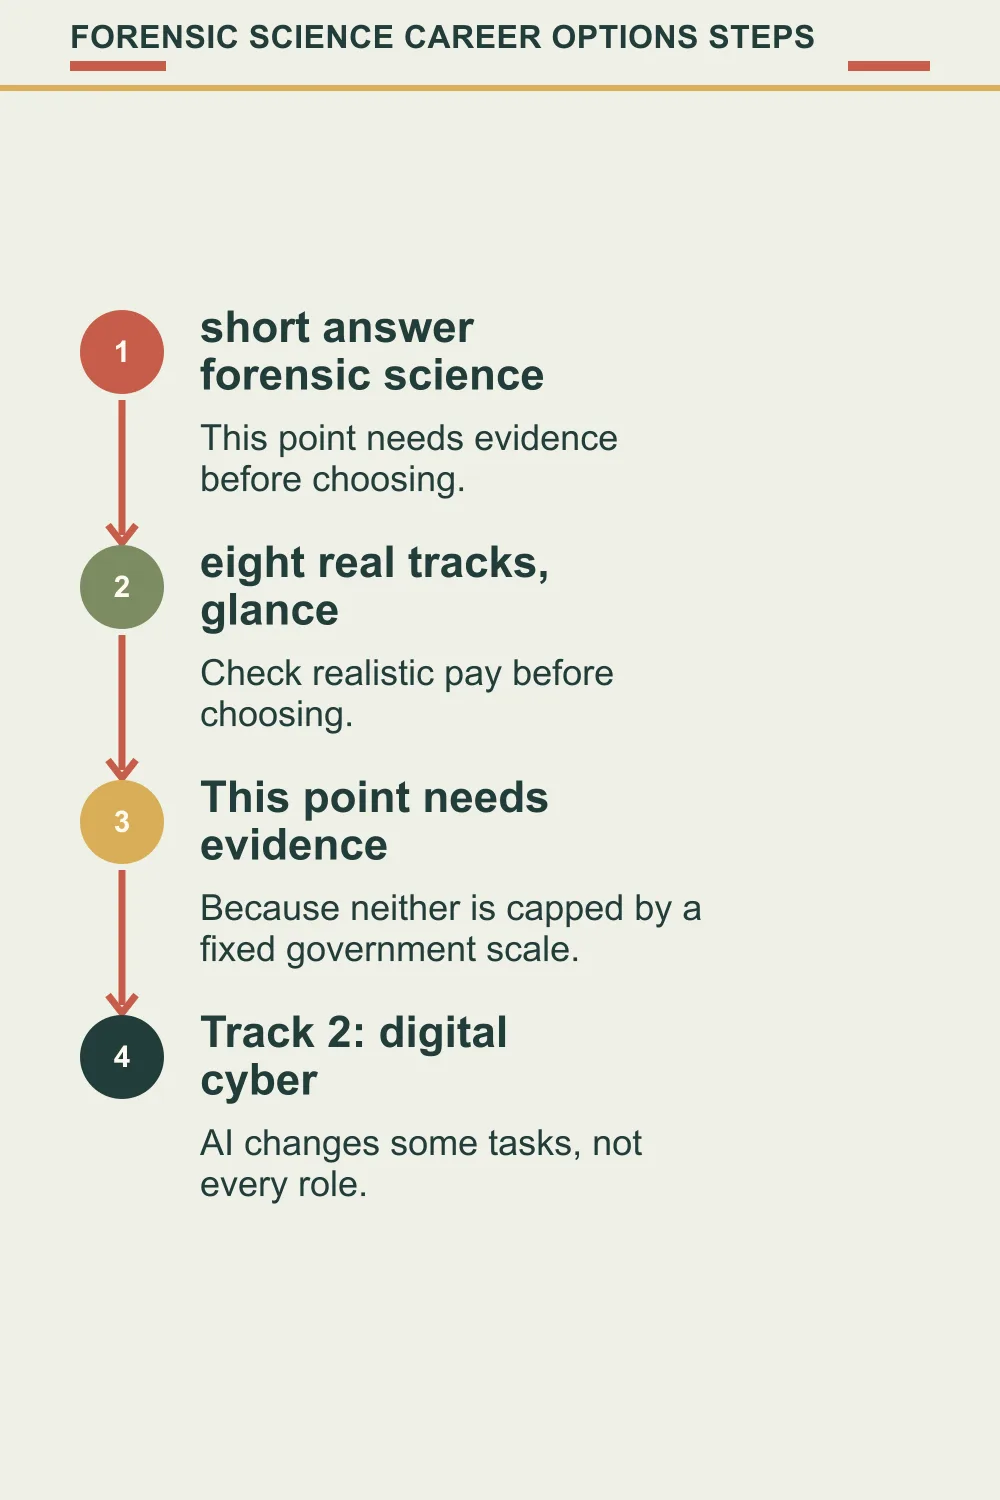 FORENSIC SCIENCE CAREER OPTIONS STEPS
1
short answer
forensic science
This point needs evidence
before choosing.
2
eight real tracks,
glance
Check realistic pay before
choosing.
3
This point needs
evidence
Because neither is capped by a
fixed government scale.
4
Track 2: digital
cyber
AI changes some tasks, not
every role.